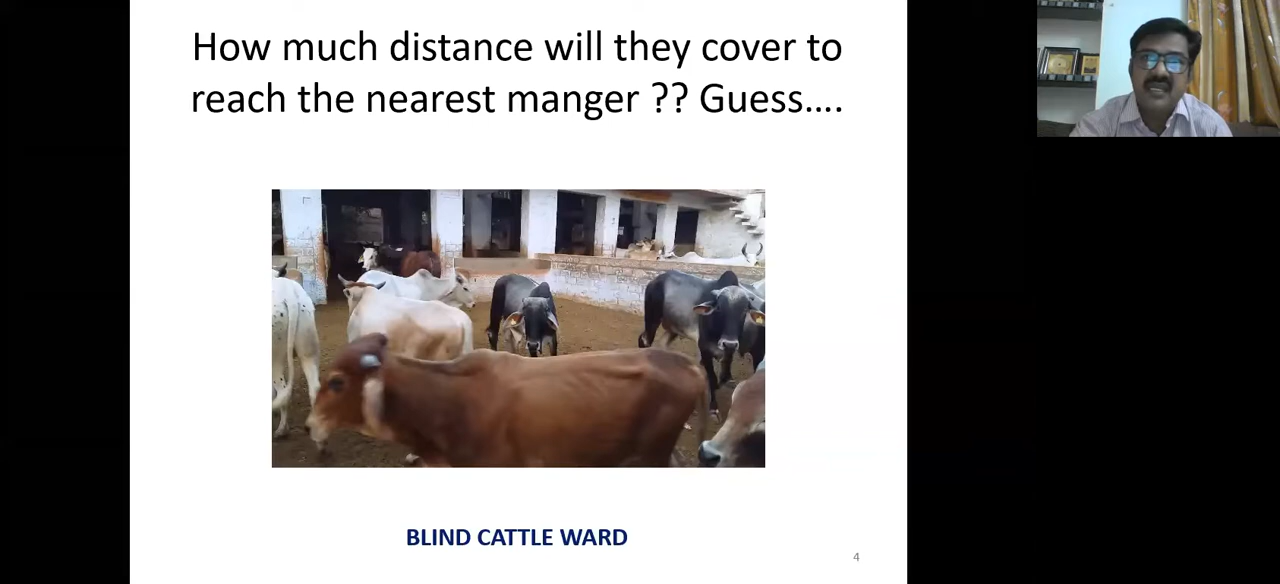 How much distance will they cover to
reach the nearest manger ?? Guess....
BLIND CATTLE WARD
4